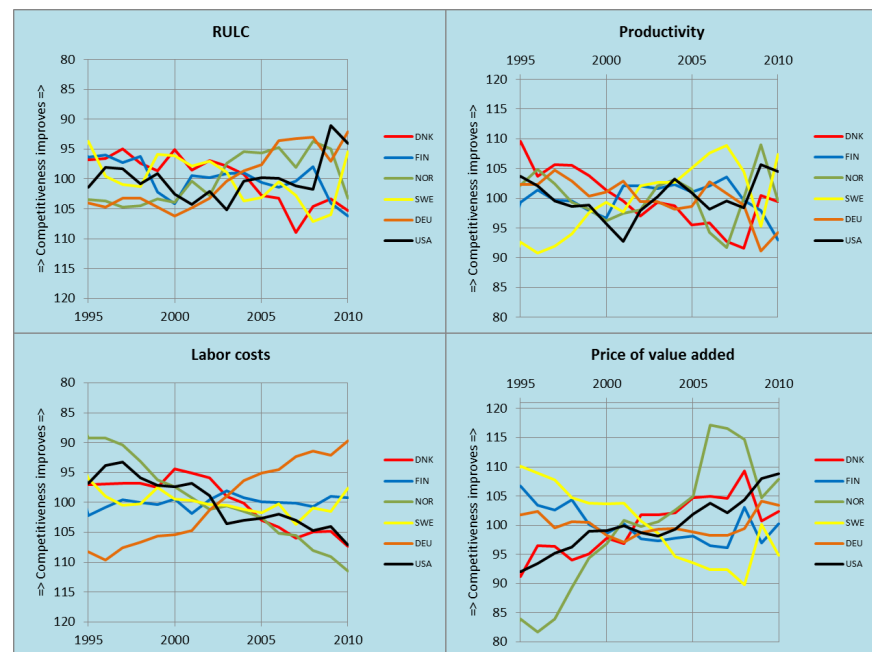 RULC
80
85
90
95
100
105
110
115
120
1995 2000 2005 2010
=> Competitiveness improves =>
DNK
FIN
NOR
SWE
DEU
USA
Productivity
1995 2000 2005 2010
120
115
110
105
100
95
90
85
80
=> Competitiveness improves =>
DNK
FIN
NOR
SWE
DEU
USA
Labor costs
80
85
90
95
100
105
110
115
120
1995 2000 2005 2010
=> Competitiveness improves =>
DNK
FIN
NOR
SWE
DEU
USA
Price of value added
1995 2000 2005 2010
120
115
110
105
100
95
90
85
80
=> Competitiveness improves =>
DNK
FIN
NOR
SWE
DEU
USA